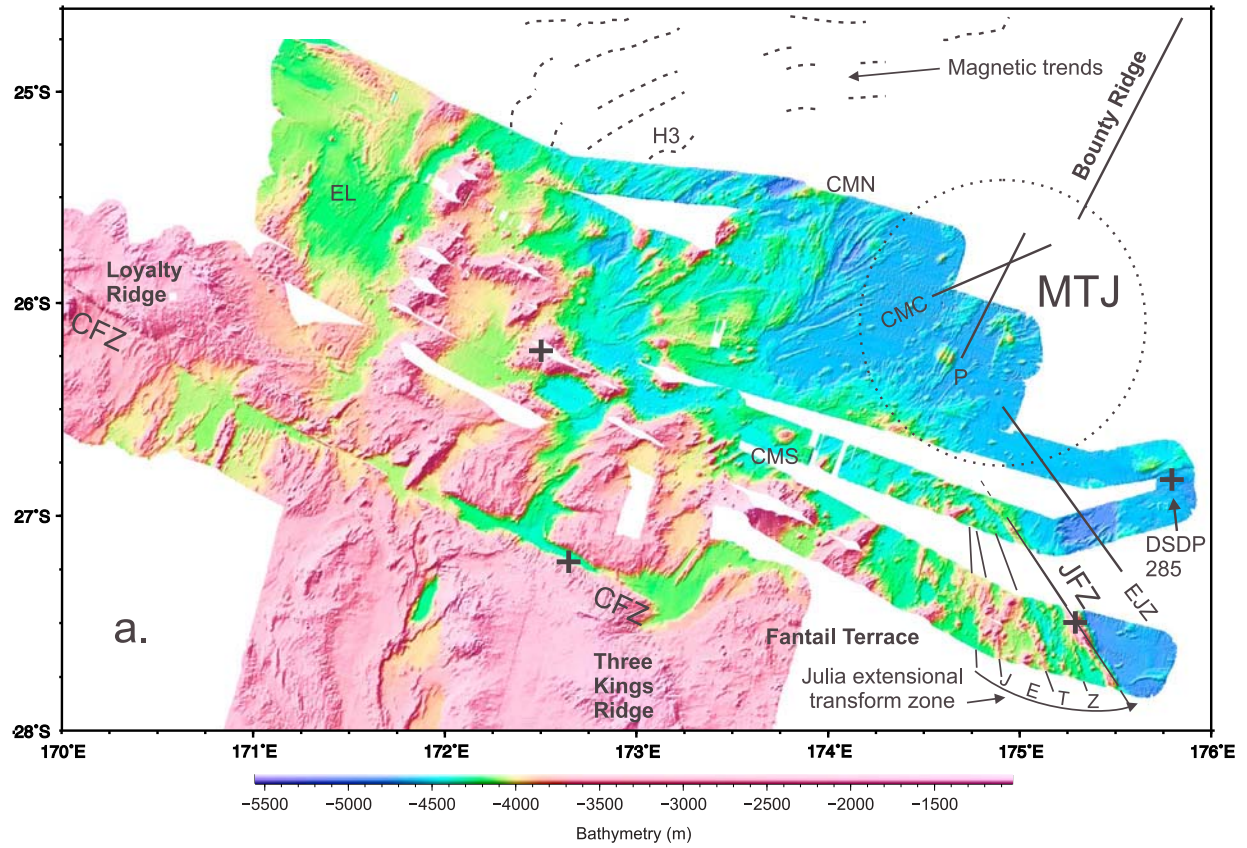 25°S
26°S
27°S
28°S
170°E
171°E
172°E
173°E
174°E
175°E
176°E
Magnetic trends
Bounty Ridge
H3
CMN
EL
Loyalty
Ridge
CFZ
MTJ
CMC
P
CMS
DSDP
285
JFZ
EJZ
CFZ
a.
Fantail Terrace
Three
Kings
Ridge
Julia extensional
transform zone
J E T Z
−5500 −5000 −4500 −4000 −3500 −3000 −2500 −2000 −1500
Bathymetry (m)